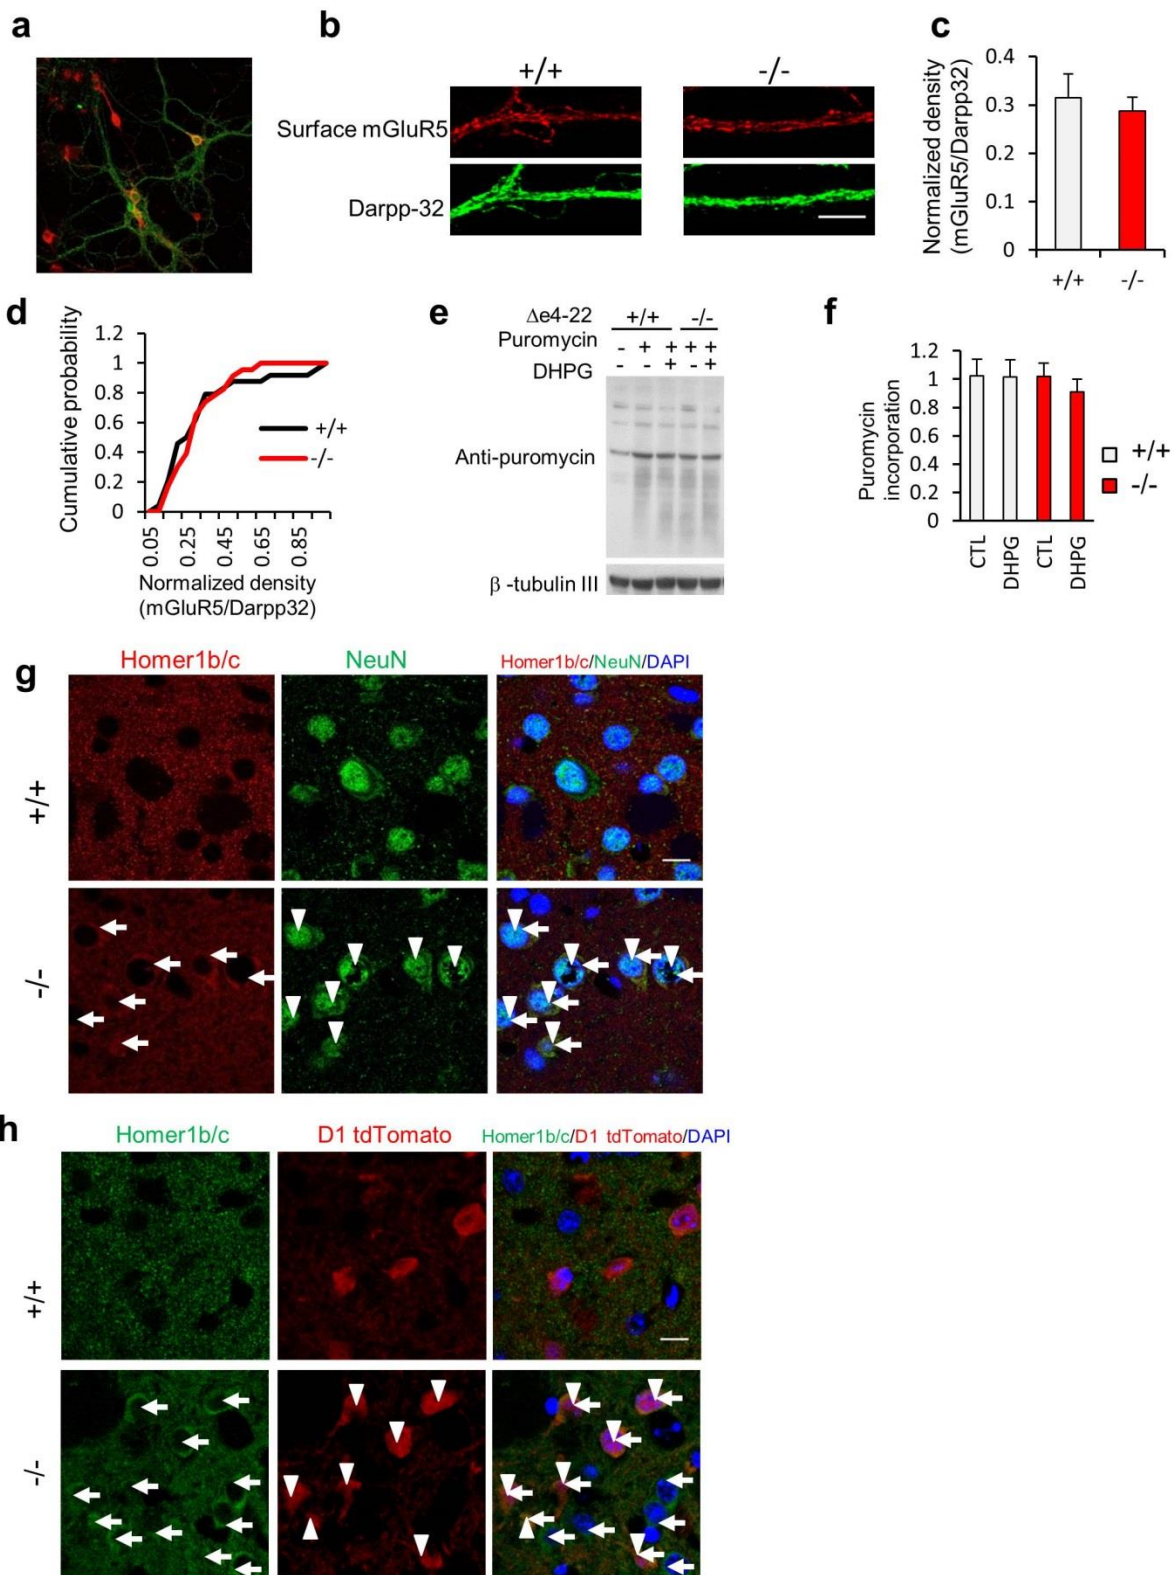 a
b
+/+
-/-
Surface mGluR5
Darpp-32
c
Normalized density
(mGluR5/Darpp32)
0.4
0.3
0.2
0.1
0
+/+
-/-
d
Cumulative probability
1.2
1
0.8
0.6
0.4
0.2
0
+/+
-/-
0.05
0.25
0.45
0.65
0.85
Normalized density
(mGluR5/Darpp32)
e
Δe4-22 +/+ -/-
Puromycin - + + + +
DHPG - - + - +
Anti-puromycin
β -tubulin III
f
Puromycin
incorporation
1.2
1
0.8
0.6
0.4
0.2
0
CTL
DHPG
CTL
DHPG
+/+
-/-
g
Homer1b/c
NeuN
Homer1b/c/NeuN/DAPI
+/+
-/-
h
Homer1b/c
D1 tdTomato
Homer1b/c/D1 tdTomato/DAPI
+/+
-/-